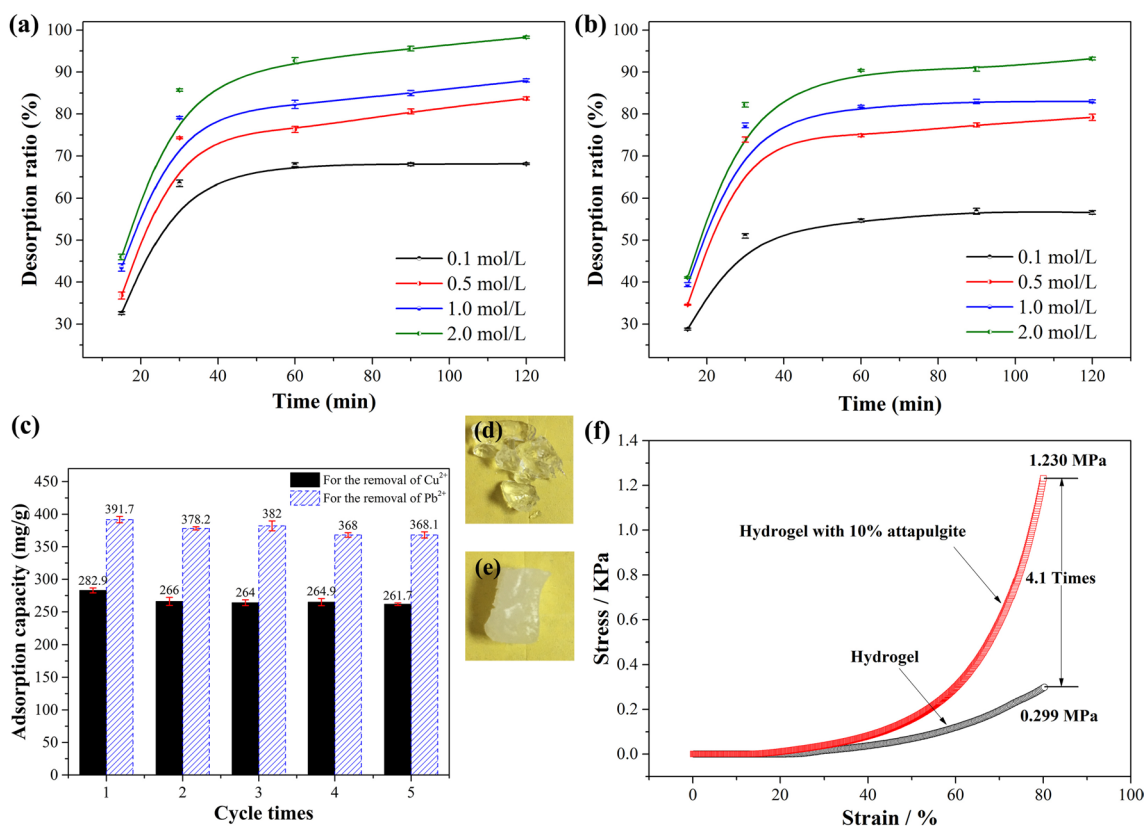 (a)
100
90
80
70
60
50
40
30
Desorption ratio (%)
0.1 mol/L
0.5 mol/L
1.0 mol/L
2.0 mol/L
20 40 60 80 100 120
Time (min)
(b)
100
90
80
70
60
50
40
30
Desorption ratio (%)
0.1 mol/L
0.5 mol/L
1.0 mol/L
2.0 mol/L
20 40 60 80 100 120
Time (min)
(c)
For the removal of Cu²⁺
For the removal of Pb²⁺
450
400
350
300
250
200
150
100
50
0
Adsorption capacity (mg/g)
391.7 378.2 382 368 368.1
282.9 266 264 264.9 261.7
1 2 3 4 5
Cycle times
(d)
(e)
(f)
1.4
1.2
1.0
0.8
0.6
0.4
0.2
0.0
Stress / KPa
1.230 MPa
Hydrogel with 10% attapulgite
4.1 Times
Hydrogel
0.299 MPa
0 20 40 60 80 100
Strain / %